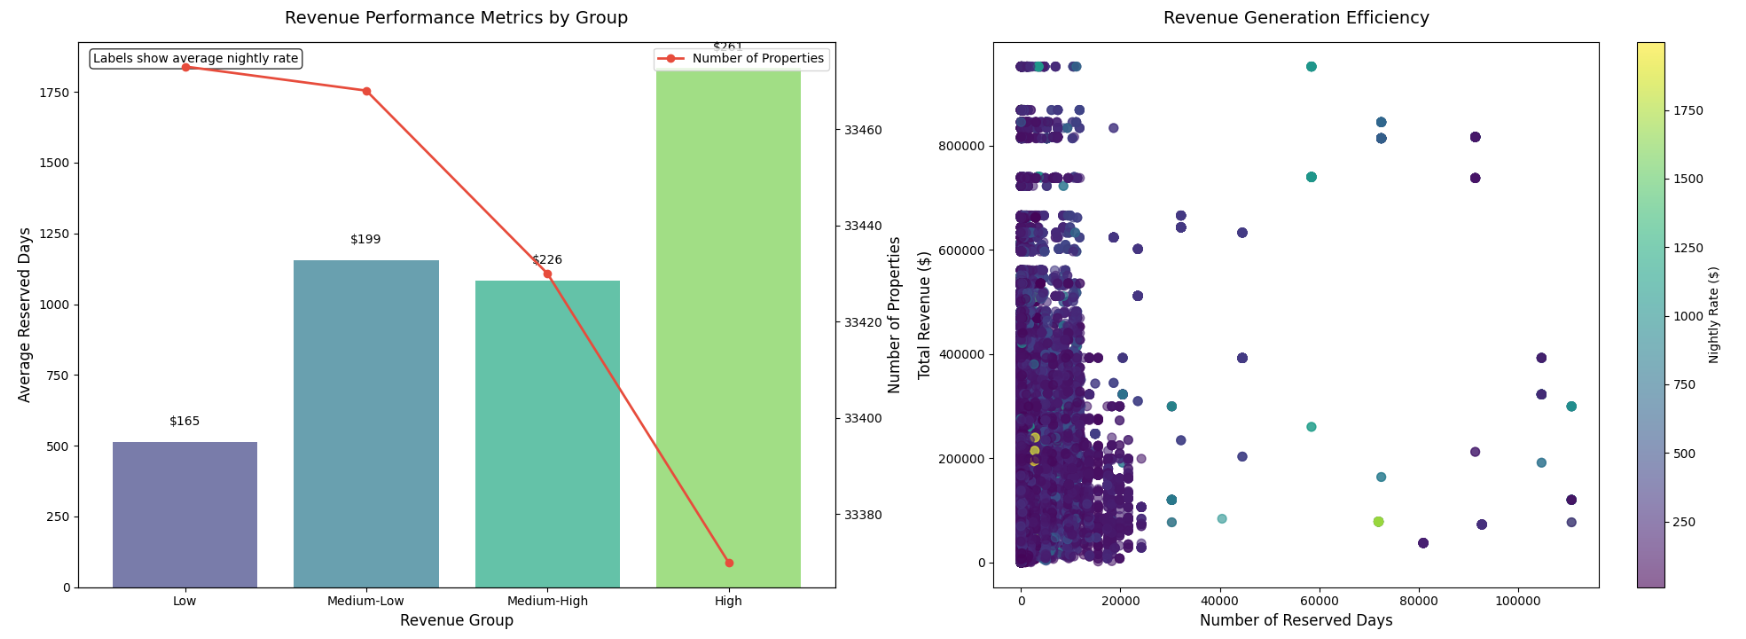 Revenue Performance Metrics by Group
Labels show average nightly rate
Number of Properties
$261
$165
$199
$226
1750
1500
1250
1000
750
500
250
0
Average Reserved Days
33460
33440
33420
33400
33380
Number of Properties
Low
Medium-Low
Medium-High
High
Revenue Group
Revenue Generation Efficiency
800000
600000
400000
200000
0
Total Revenue ($)
0
20000
40000
60000
80000
100000
Number of Reserved Days
1750
1500
1250
1000
750
500
250
Nightly Rate ($)